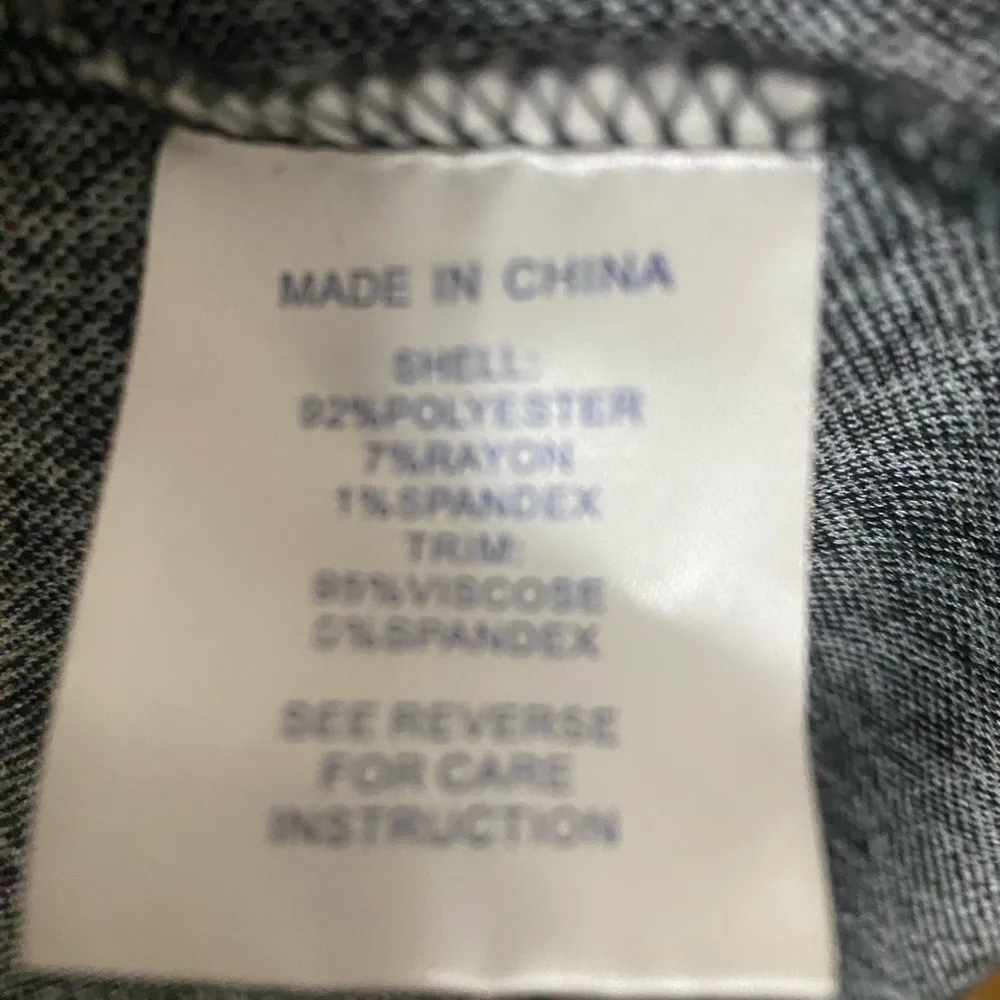 MADE IN CHINA
SHELL:
92%POLYESTER
7%RAYON
1%SPANDEX
TRIM:
95%VISCOSE
5%SPANDEX
SEE REVERSE
FOR CARE
INSTRUCTION